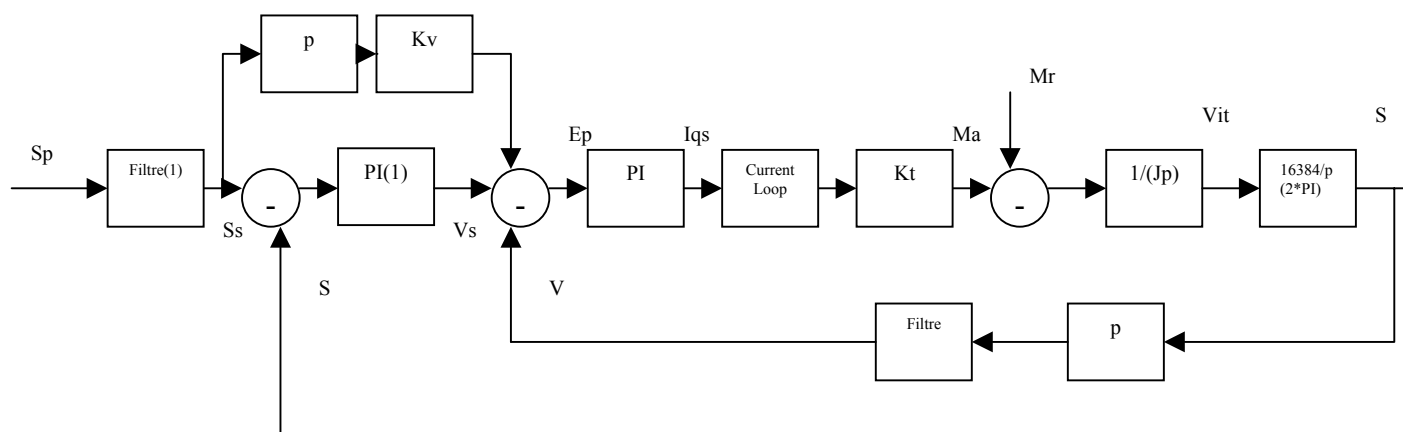 p
Kv
Mr
Vit
S
Sp
Ep
Iqs
Ma
Filtre(1)
PI(1)
PI
Current
Loop
Kt
1/(Jp)
16384/p
(2*PI)
-
-
-
Ss
Vs
S
V
Filtre
p